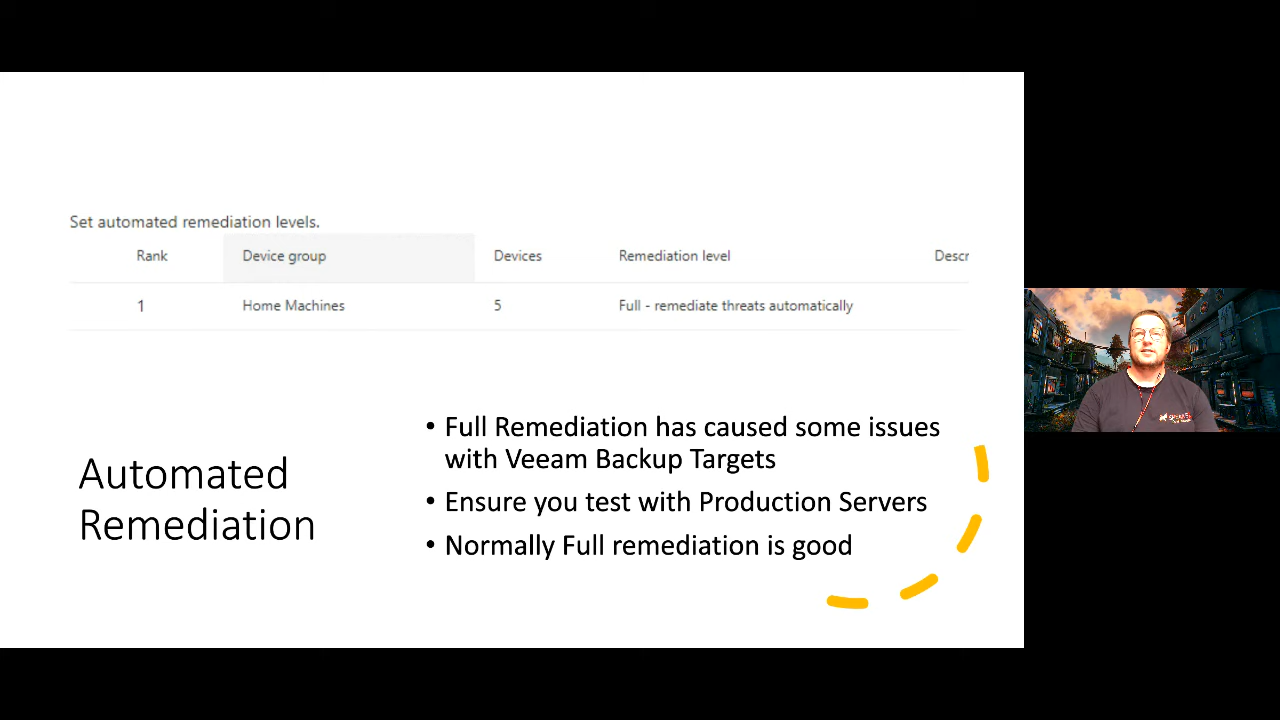 Set automated remediation levels.
Rank Device group Devices Remediation level Descr
1 Home Machines 5 Full - remediate threats automatically
Automated
Remediation
• Full Remediation has caused some issues
with Veeam Backup Targets
• Ensure you test with Production Servers
• Normally Full remediation is good